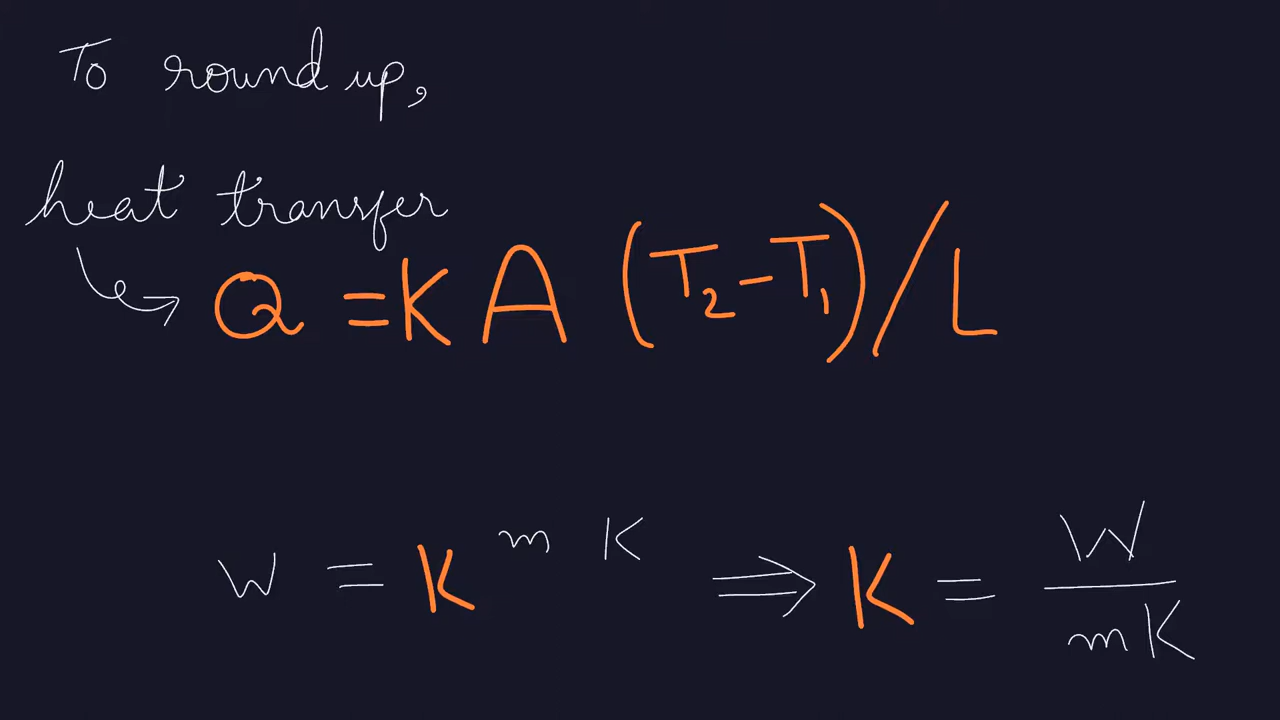 To round up,
heat transfer
Q = K A (T₂ - T₁) / L
W = K m K ⇒ K = W / mK